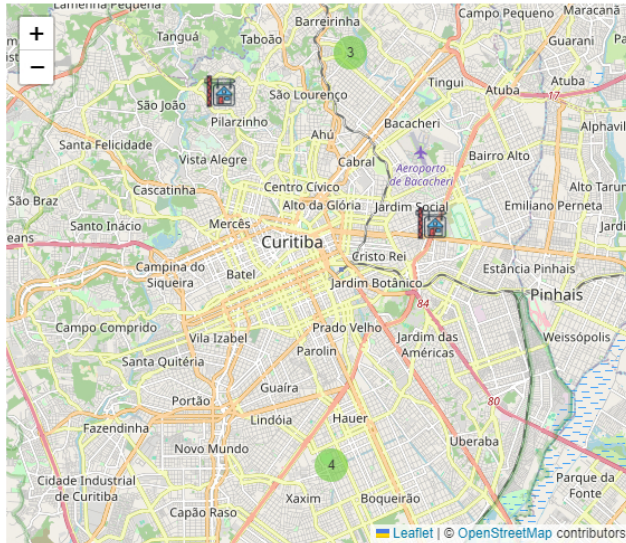 Lamenha Pequena
Barreirinha
Campo Pequeno
Maracanã
Tanguá
Taboão
Guarani
+
3
−
Tingui
Atuba
Atuba
São João
São Lourenço
17
Pilarzinho
Bacacheri
Alphavil
Santa Felicidade
Ahú
Vista Alegre
Cabral
Aeroporto
de Bacacheri
Bairro Alto
Cascatinha
Centro Cívico
Alto Tarum
São Braz
Alto da Glória
Jardim Social
Emiliano Perneta
Santo Inácio
Mercês
Jardi
eans
Curitiba
Cristo Rei
Campina do
Siqueira
Batel
Estância Pinhais
Jardim Botânico
Pinhais
84
Campo Comprido
Vila Izabel
Prado Velho
Jardim das
Américas
Weissópolis
Santa Quitéria
Parolin
Guaíra
Portão
80
Fazendinha
Lindóia
Hauer
Novo Mundo
Uberaba
4
Cidade Industrial
de Curitiba
Xaxim
Boqueirão
Parque da
Fonte
Capão Raso
Leaflet | © OpenStreetMap contributors